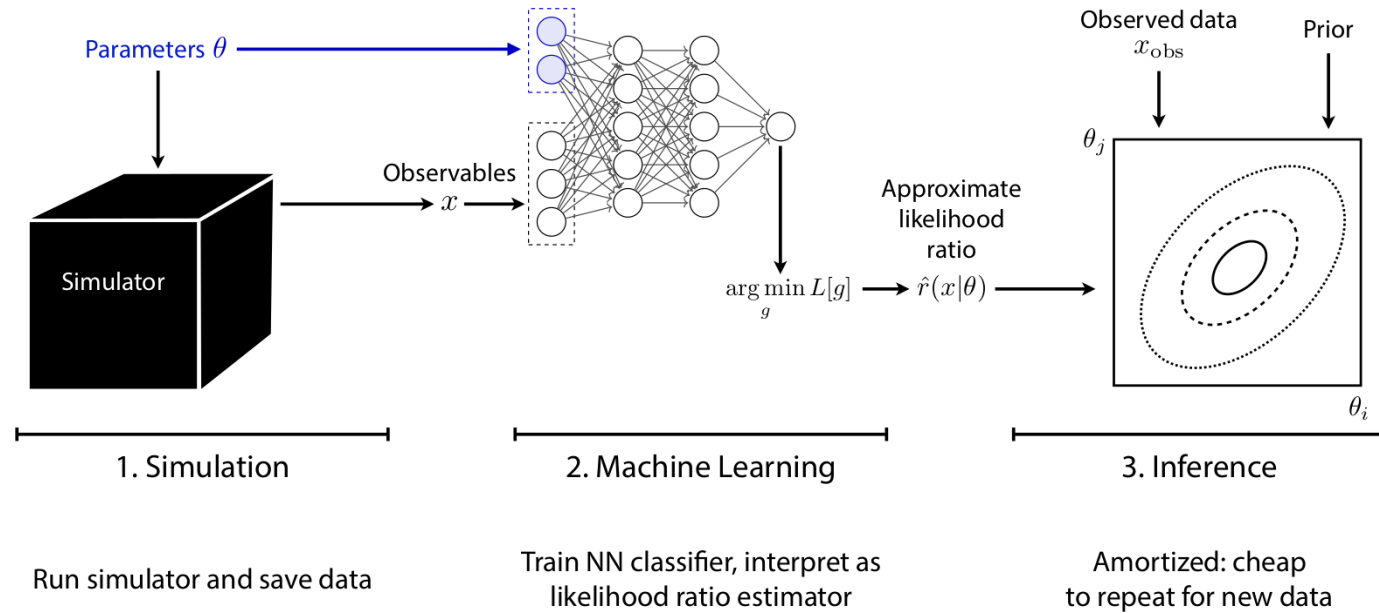 Parameters θ
Simulator
Observables
x
arg min L[g]
g
Approximate
likelihood
ratio
r̂(x|θ)
Observed data
x_obs
Prior
θ_j
θ_i
1. Simulation
2. Machine Learning
3. Inference
Run simulator and save data
Train NN classifier, interpret as
likelihood ratio estimator
Amortized: cheap
to repeat for new data